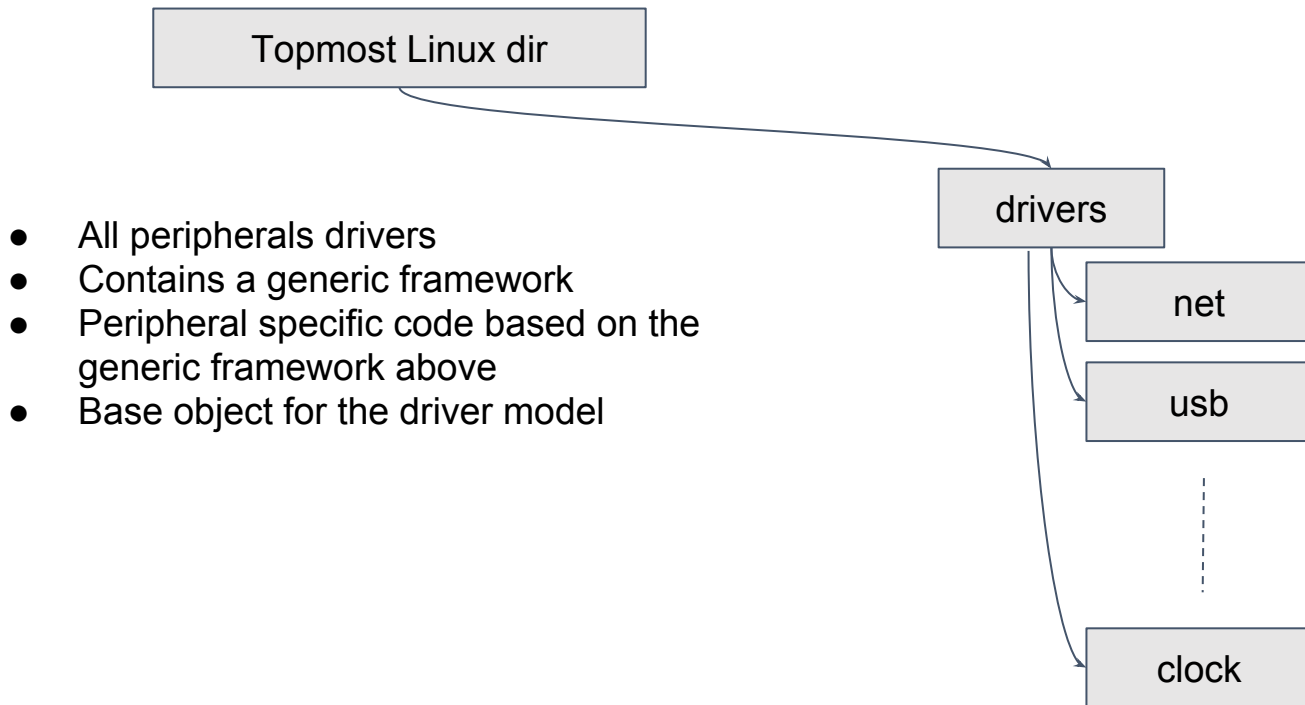 Topmost Linux dir
drivers
● All peripherals drivers
● Contains a generic framework
● Peripheral specific code based on the
generic framework above
● Base object for the driver model
net
usb
clock